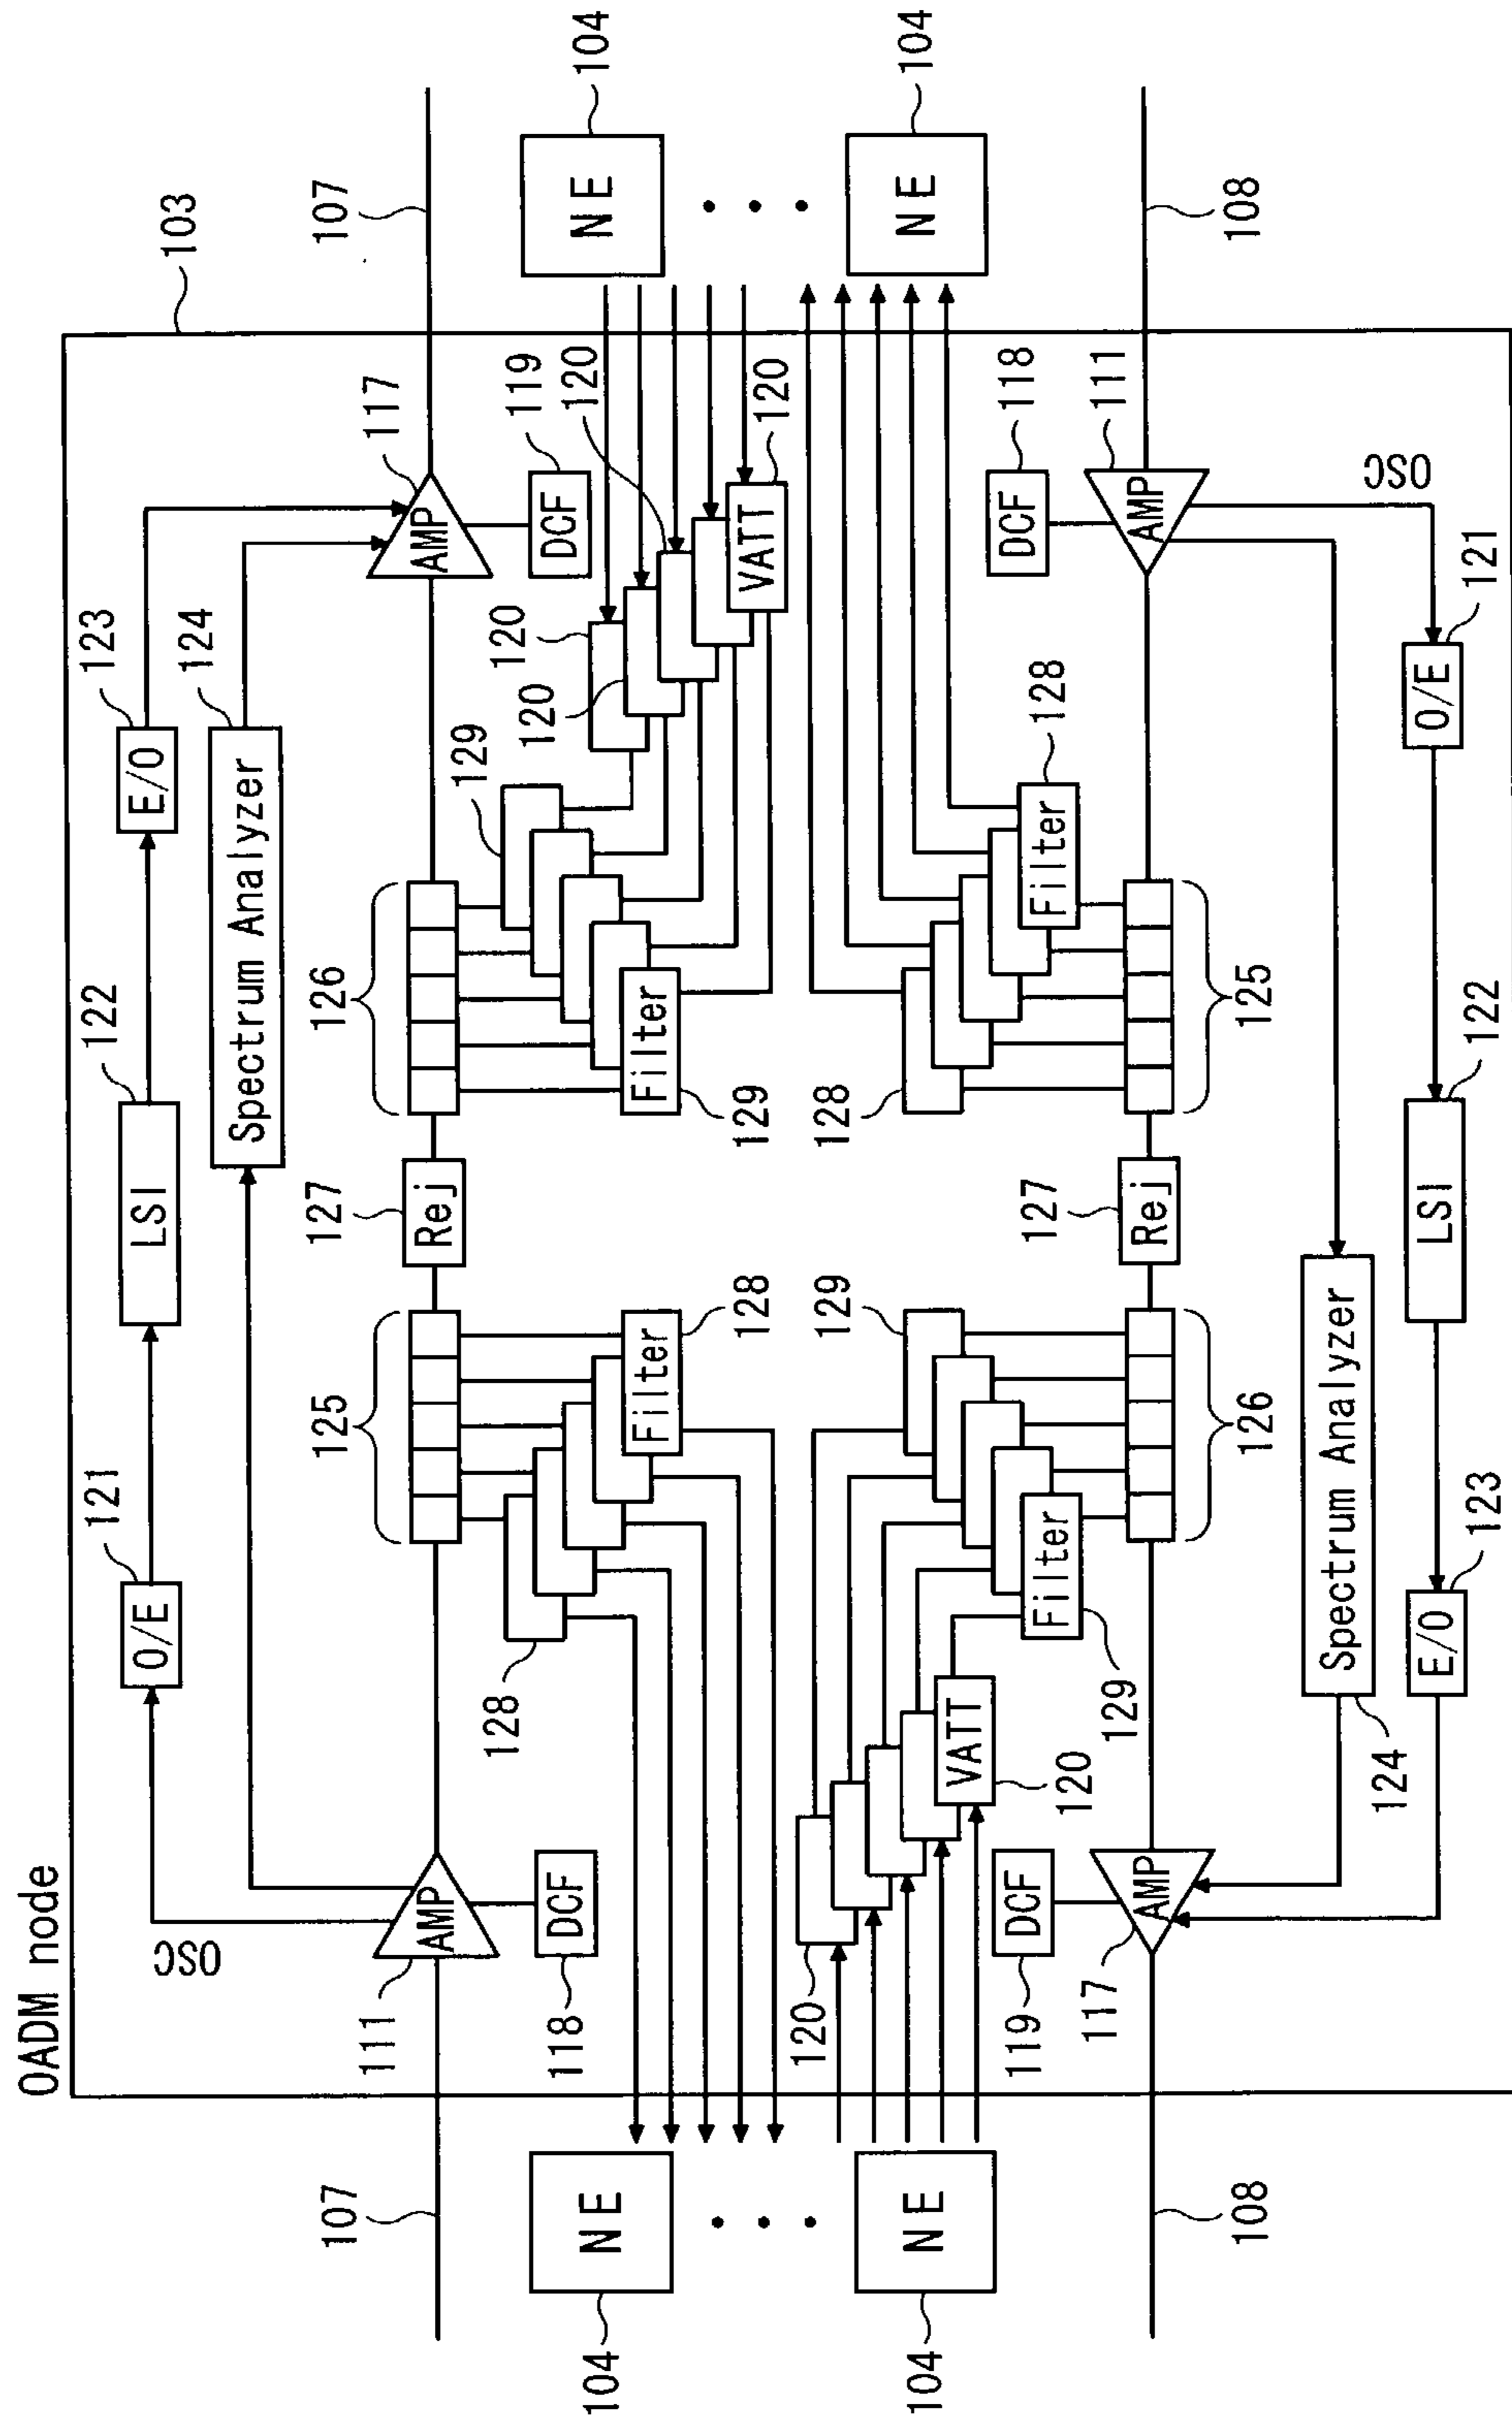 OADM node
103
121
122
123
O/E
LSI
E/O
OSC
124
Spectrum Analyzer
107
111
AMP
125
127
Rej
126
117
AMP
107
118
DCF
128
Filter
128
129
Filter
129
120
120
120
120
VATT
119
DCF
104
NE
104
NE
104
NE
104
NE
120
120
VATT
129
129
Filter
128
128
Filter
119
DCF
118
DCF
108
117
AMP
126
127
Rej
125
111
AMP
108
124
Spectrum Analyzer
OSC
123
E/O
122
LSI
121
O/E